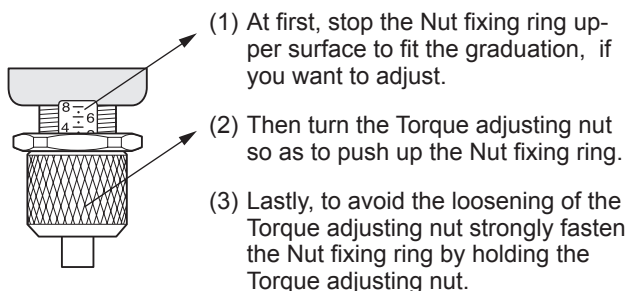 (1) At first, stop the Nut fixing ring up-
per surface to fit the graduation, if
you want to adjust.
8
6
4
(2) Then turn the Torque adjusting nut
so as to push up the Nut fixing ring.
(3) Lastly, to avoid the loosening of the
Torque adjusting nut strongly fasten
the Nut fixing ring by holding the
Torque adjusting nut.